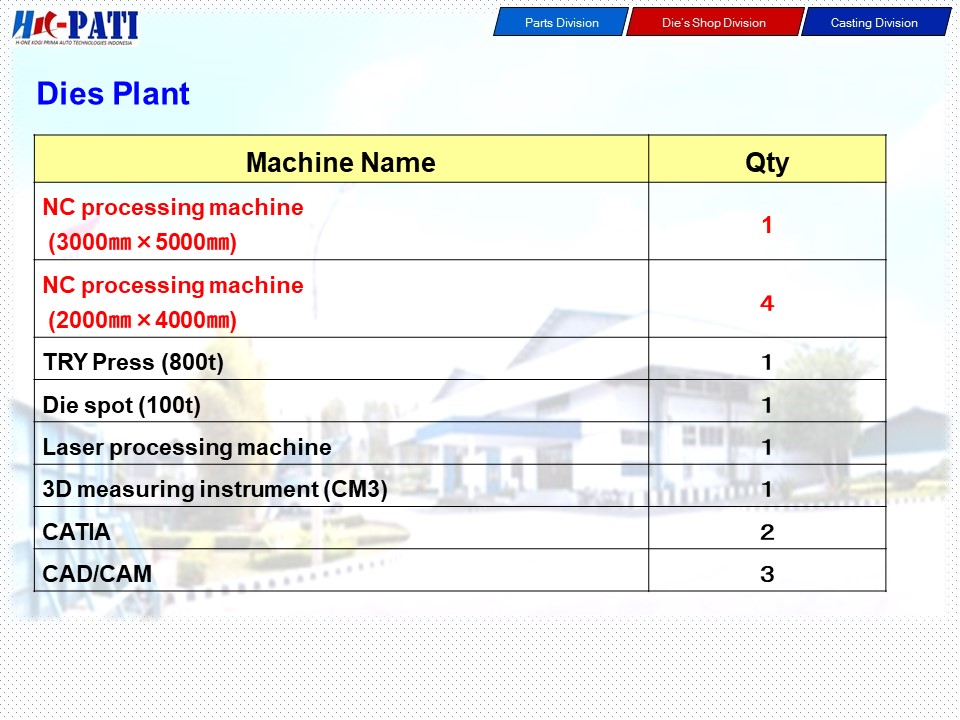 H1C-PATI
H-ONE KOGI PRIMA AUTO TECHNOLOGIES INDONESIA
Parts Division
Die's Shop Division
Casting Division
Dies Plant
Machine Name Qty
NC processing machine
(3000㎜×5000㎜) 1
NC processing machine
(2000㎜×4000㎜) 4
TRY Press (800t) 1
Die spot (100t) 1
Laser processing machine 1
3D measuring instrument (CM3) 1
CATIA 2
CAD/CAM 3